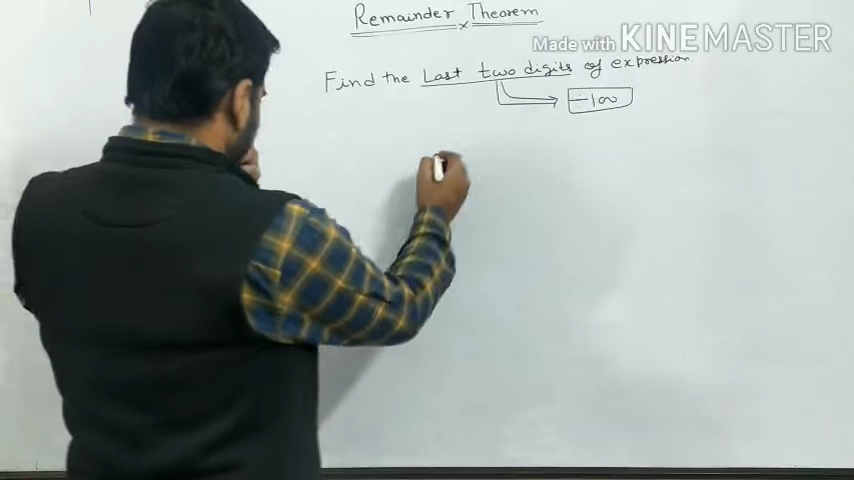 Remainder Theorem
×
Made with KINEMASTER
Find the Last two digits of expression.
÷100